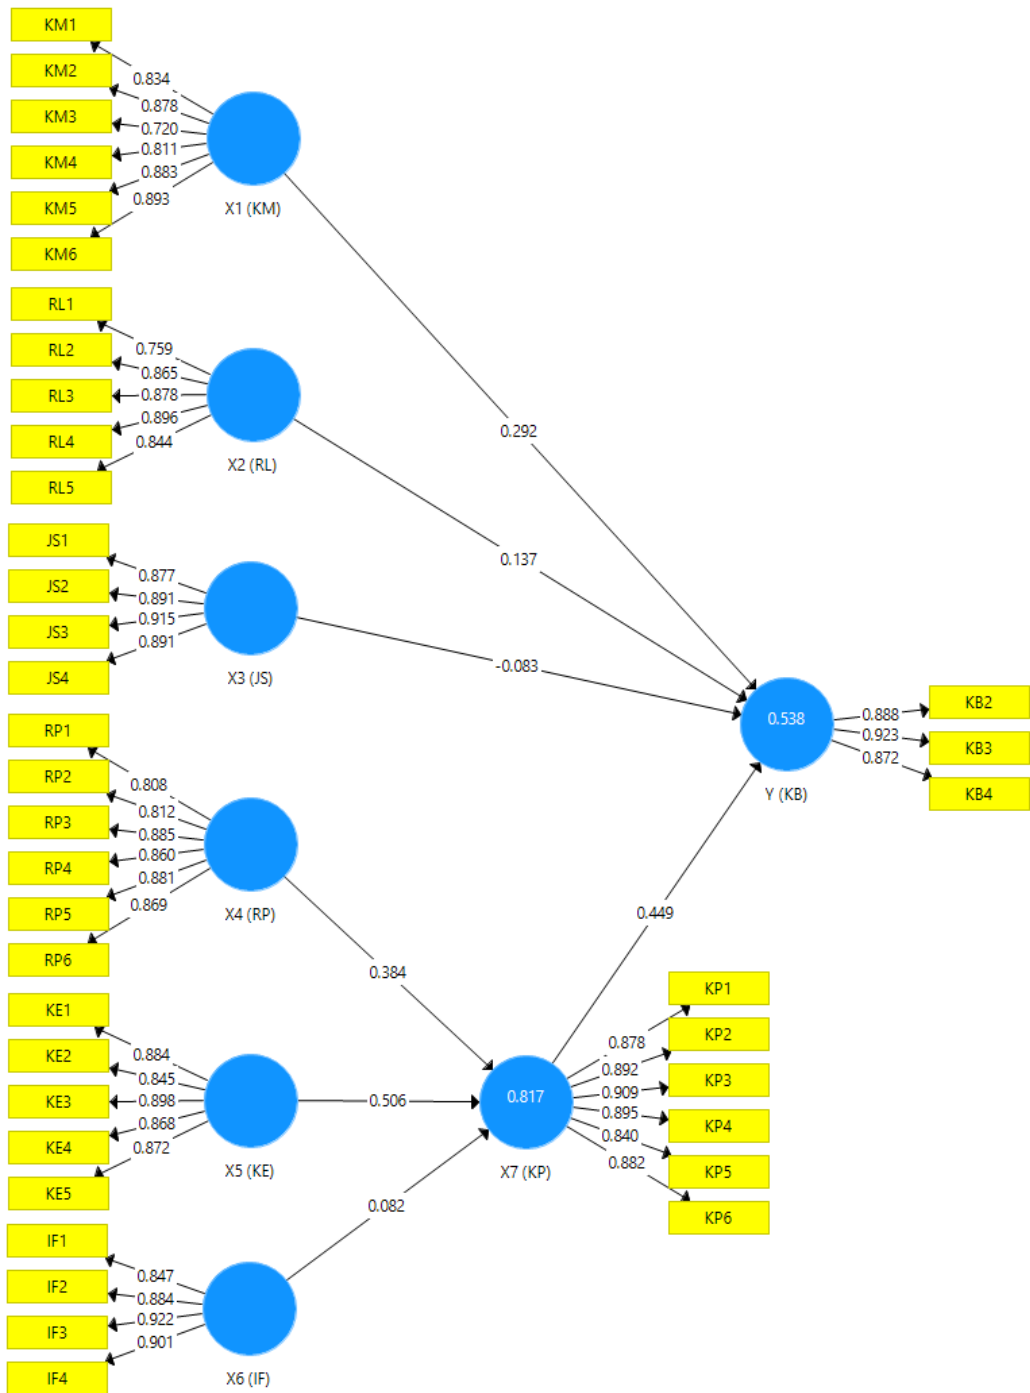 KM1
KM2
KM3
KM4
KM5
KM6
0.834
0.878
0.720
0.811
0.883
0.893
X1 (KM)
RL1
RL2
RL3
RL4
RL5
0.759
0.865
0.878
0.896
0.844
X2 (RL)
JS1
JS2
JS3
JS4
0.877
0.891
0.915
0.891
X3 (JS)
RP1
RP2
RP3
RP4
RP5
RP6
0.808
0.812
0.885
0.860
0.881
0.869
X4 (RP)
KE1
KE2
KE3
KE4
KE5
0.884
0.845
0.898
0.868
0.872
X5 (KE)
IF1
IF2
IF3
IF4
0.847
0.884
0.922
0.901
X6 (IF)
0.292
0.137
-0.083
0.449
0.384
0.506
0.082
0.817
X7 (KP)
0.878
0.892
0.909
0.895
0.840
0.882
KP1
KP2
KP3
KP4
KP5
KP6
0.538
Y (KB)
0.888
0.923
0.872
KB2
KB3
KB4